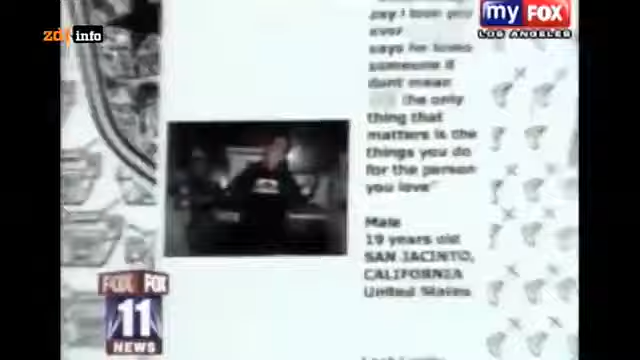 zdf info
my FOX
LOS ANGELES
says he loves
someone it
dont mean
the only
thing that
matters is the
things you do
for the person
you love"
Male
19 years old
SAN JACINTO,
CALIFORNIA
United States
FOX FOX
11
NEWS